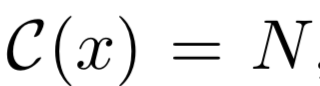 𝒞(x) = N,